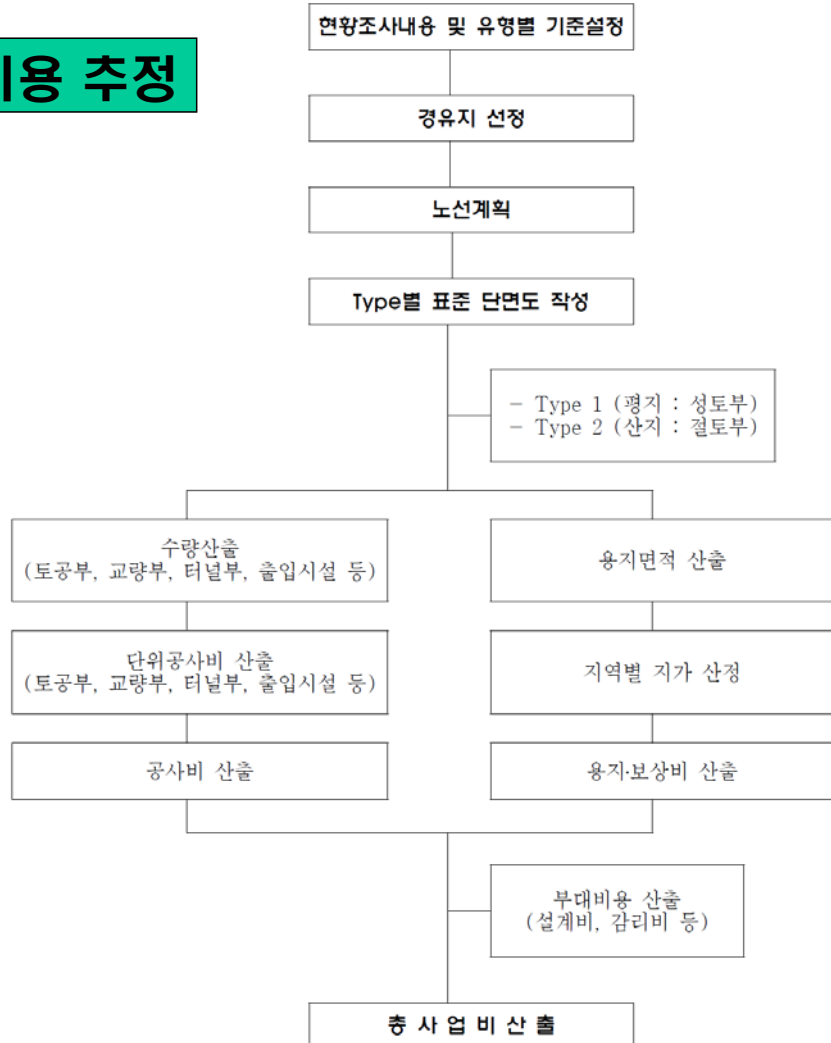 현황조사내용 및 유형별 기준설정
비용 추정
경유지 선정
노선계획
Type별 표준 단면도 작성
- Type 1 (평지 : 성토부)
- Type 2 (산지 : 절토부)
수량산출
(토공부, 교량부, 터널부, 출입시설 등)
용지면적 산출
단위공사비 산출
(토공부, 교량부, 터널부, 출입시설 등)
지역별 지가 산정
공사비 산출
용지·보상비 산출
부대비용 산출
(설계비, 감리비 등)
총 사 업 비 산 출